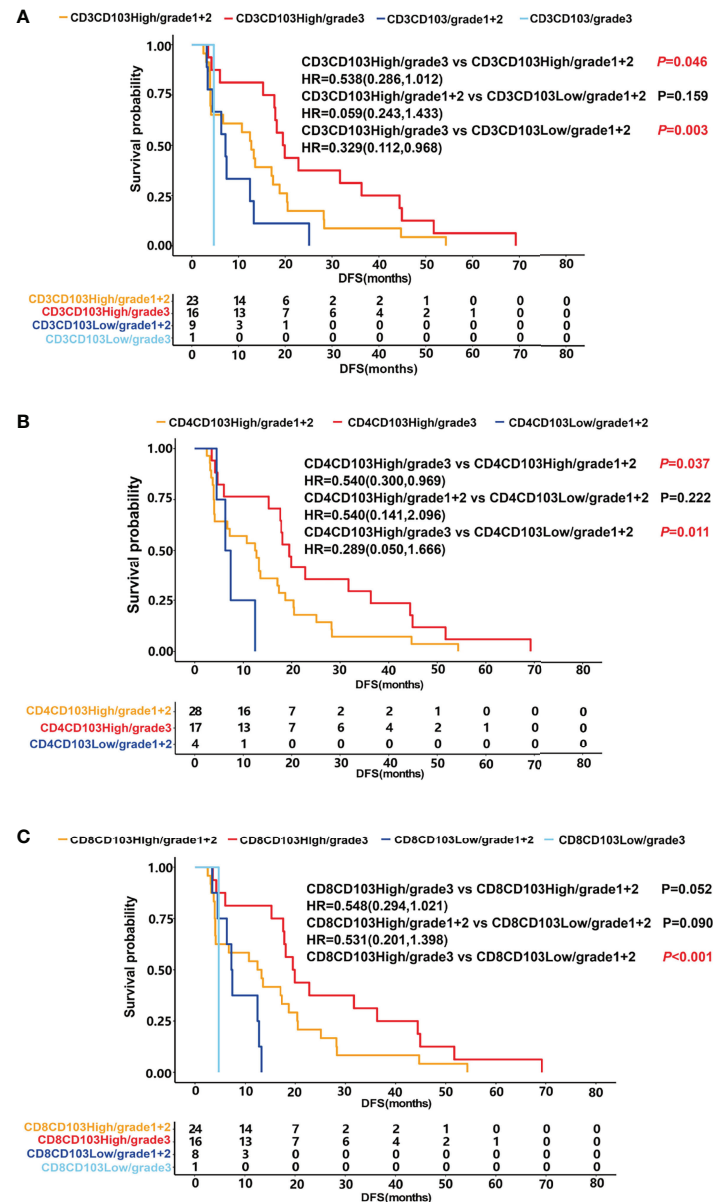 A
CD3CD103High/grade1+2 CD3CD103High/grade3 CD3CD103/grade1+2 CD3CD103/grade3
Survival probability
1.00
0.75
0.50
0.25
0.00
CD3CD103High/grade3 vs CD3CD103High/grade1+2 P=0.046
HR=0.538(0.286,1.012)
CD3CD103High/grade1+2 vs CD3CD103Low/grade1+2 P=0.159
HR=0.059(0.243,1.433)
CD3CD103High/grade3 vs CD3CD103Low/grade1+2 P=0.003
HR=0.329(0.112,0.968)
0 10 20 30 40 50 60 70 80
DFS(months)
CD3CD103High/grade1+2 23 14 6 2 2 1 0 0 0
CD3CD103High/grade3 16 13 7 6 4 2 1 0 0
CD3CD103Low/grade1+2 9 3 1 0 0 0 0 0 0
CD3CD103Low/grade3 1 0 0 0 0 0 0 0 0
0 10 20 30 40 50 60 70 80
DFS(months)
B
CD4CD103High/grade1+2 CD4CD103High/grade3 CD4CD103Low/grade1+2
Survival probability
1.00
0.75
0.50
0.25
0.00
CD4CD103High/grade3 vs CD4CD103High/grade1+2 P=0.037
HR=0.540(0.300,0.969)
CD4CD103High/grade1+2 vs CD4CD103Low/grade1+2 P=0.222
HR=0.540(0.141,2.096)
CD4CD103High/grade3 vs CD4CD103Low/grade1+2 P=0.011
HR=0.289(0.050,1.666)
0 10 20 30 40 50 60 70 80
DFS(months)
CD4CD103High/grade1+2 28 16 7 2 2 1 0 0 0
CD4CD103High/grade3 17 13 7 6 4 2 1 0 0
CD4CD103Low/grade1+2 4 1 0 0 0 0 0 0 0
0 10 20 30 40 50 60 70 80
DFS(months)
C
CD8CD103High/grade1+2 CD8CD103High/grade3 CD8CD103Low/grade1+2 CD8CD103Low/grade3
Survival probability
1.00
0.75
0.50
0.25
0.00
CD8CD103High/grade3 vs CD8CD103High/grade1+2 P=0.052
HR=0.548(0.294,1.021)
CD8CD103High/grade1+2 vs CD8CD103Low/grade1+2 P=0.090
HR=0.531(0.201,1.398)
CD8CD103High/grade3 vs CD8CD103Low/grade1+2 P<0.001
0 10 20 30 40 50 60 70 80
DFS(months)
CD8CD103High/grade1+2 24 14 7 2 2 1 0 0 0
CD8CD103High/grade3 16 13 7 6 4 2 1 0 0
CD8CD103Low/grade1+2 8 3 0 0 0 0 0 0 0
CD8CD103Low/grade3 1 0 0 0 0 0 0 0 0
0 10 20 30 40 50 60 70 80
DFS(months)